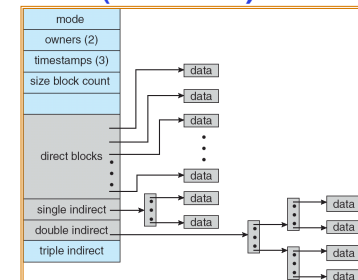 mode
owners (2)
timestamps (3)
size block count
data
data
data
direct blocks
data
data
single indirect
data
data
double indirect
data
triple indirect
data
data